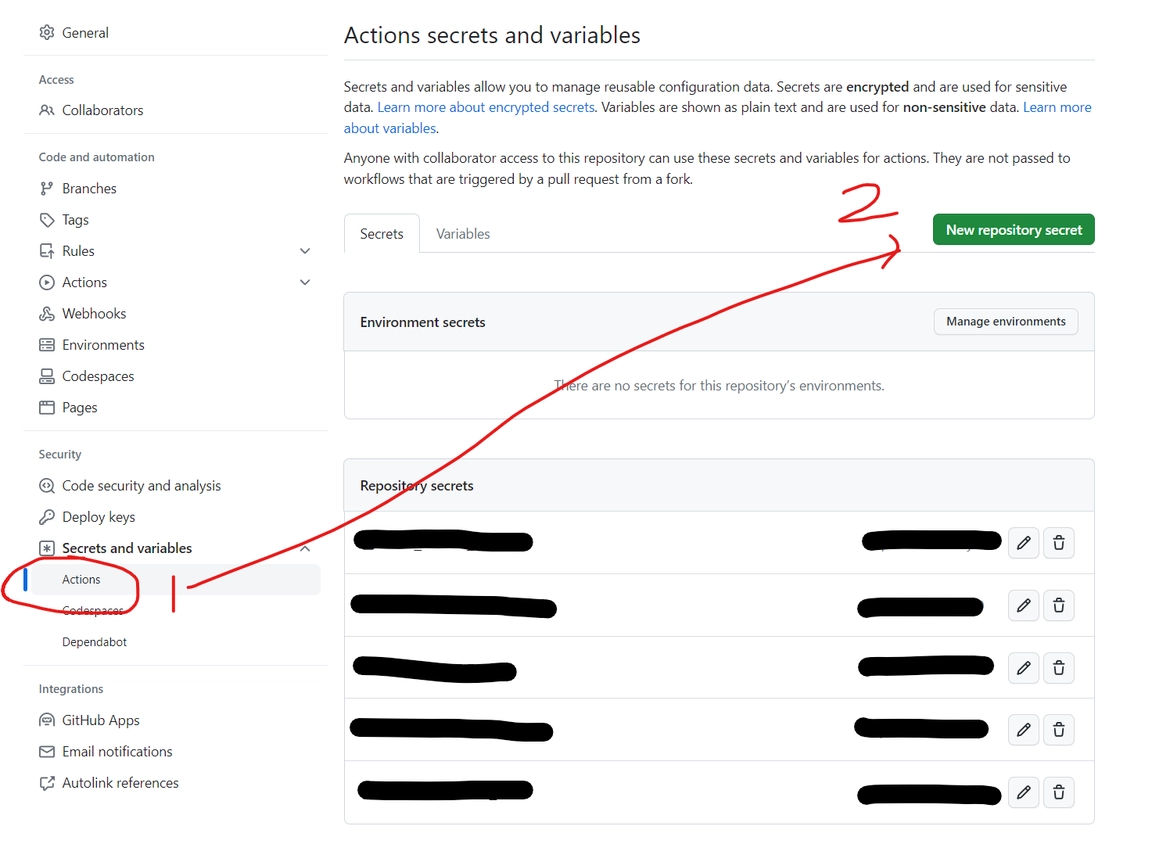 General
Access
Collaborators
Code and automation
Branches
Tags
Rules
Actions
Webhooks
Environments
Codespaces
Pages
Security
Code security and analysis
Deploy keys
Secrets and variables
Actions
Codespaces
Dependabot
Integrations
GitHub Apps
Email notifications
Autolink references
1
Actions secrets and variables
Secrets and variables allow you to manage reusable configuration data. Secrets are encrypted and are used for sensitive
data. Learn more about encrypted secrets. Variables are shown as plain text and are used for non-sensitive data. Learn more
about variables.
Anyone with collaborator access to this repository can use these secrets and variables for actions. They are not passed to
workflows that are triggered by a pull request from a fork.
2
Secrets Variables
New repository secret
Environment secrets
Manage environments
There are no secrets for this repository's environments.
Repository secrets